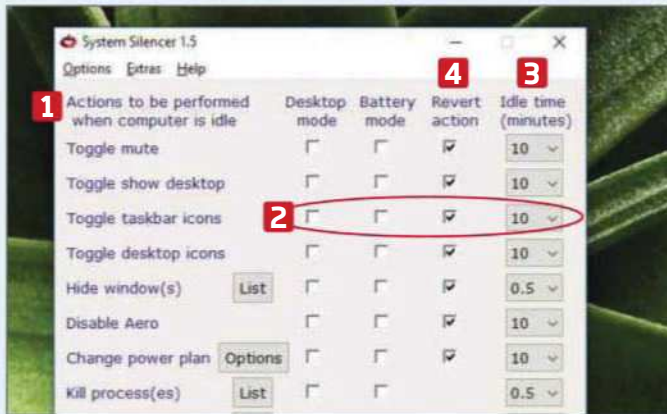 System Silencer 1.5
Options Extras Help
4 3
1 Actions to be performed when computer is idle Desktop mode Battery mode Revert action Idle time (minutes)
Toggle mute 10
Toggle show desktop 10
Toggle taskbar icons 2 10
Toggle desktop icons 10
Hide window(s) List 0.5
Disable Aero 10
Change power plan Options 10
Kill process(es) List 0.5